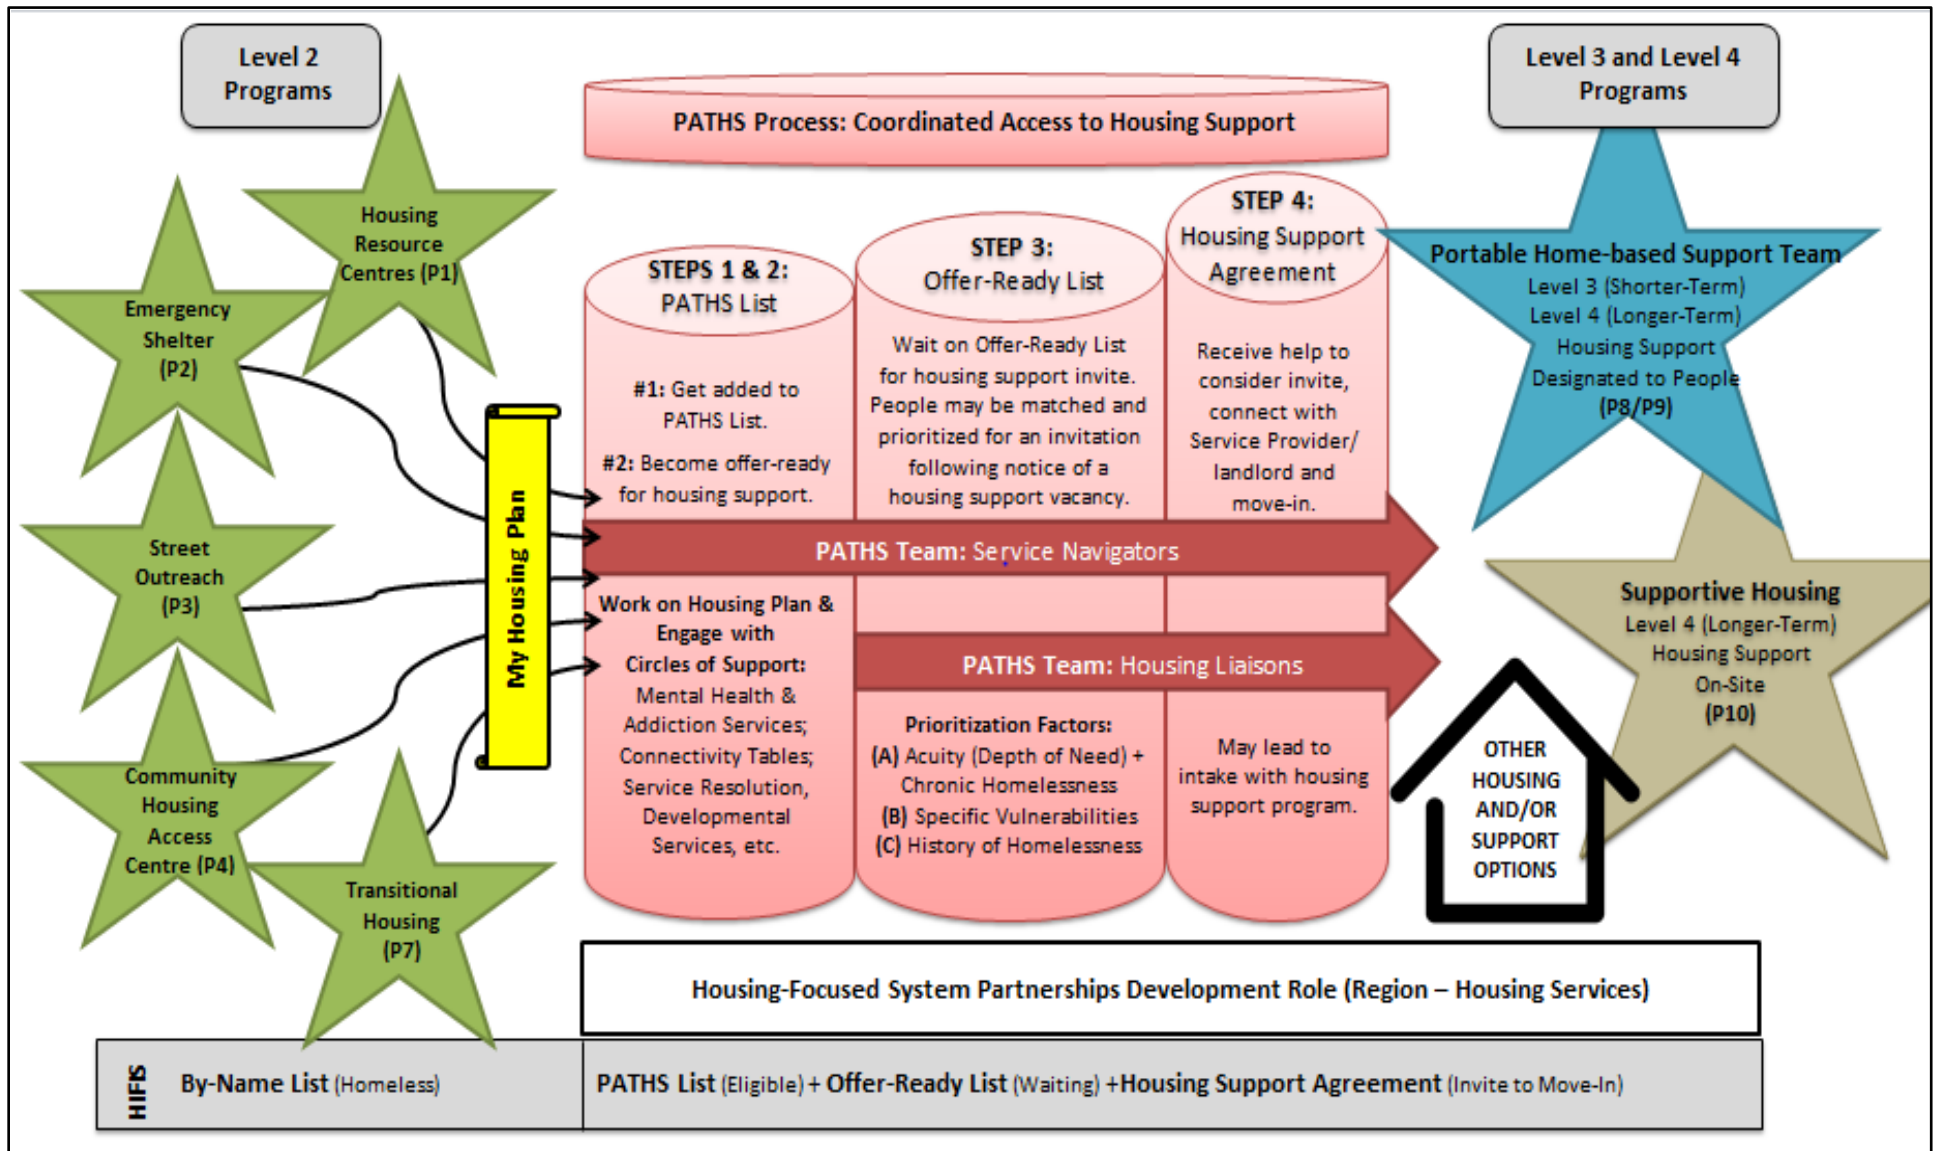 Level 2
Programs
Housing
Resource
Centres (P1)
Emergency
Shelter
(P2)
Street
Outreach
(P3)
Community
Housing
Access
Centre (P4)
Transitional
Housing
(P7)
My Housing Plan
PATHS Process: Coordinated Access to Housing Support
STEPS 1 & 2:
PATHS List
#1: Get added to
PATHS List.
#2: Become offer-ready
for housing support.
STEP 3:
Offer-Ready List
Wait on Offer-Ready List
for housing support invite.
People may be matched and
prioritized for an invitation
following notice of a
housing support vacancy.
STEP 4:
Housing Support
Agreement
Receive help to
consider invite,
connect with
Service Provider/
landlord and
move-in.
PATHS Team: Service Navigators
Work on Housing Plan &
Engage with
Circles of Support:
Mental Health &
Addiction Services;
Connectivity Tables;
Service Resolution,
Developmental
Services, etc.
PATHS Team: Housing Liaisons
Prioritization Factors:
(A) Acuity (Depth of Need) +
Chronic Homelessness
(B) Specific Vulnerabilities
(C) History of Homelessness
May lead to
intake with housing
support program.
Level 3 and Level 4
Programs
Portable Home-based Support Team
Level 3 (Shorter-Term)
Level 4 (Longer-Term)
Housing Support
Designated to People
(P8/P9)
Supportive Housing
Level 4 (Longer-Term)
Housing Support
On-Site
(P10)
OTHER
HOUSING
AND/OR
SUPPORT
OPTIONS
Housing-Focused System Partnerships Development Role (Region – Housing Services)
HIFIS
By-Name List (Homeless)
PATHS List (Eligible) + Offer-Ready List (Waiting) +Housing Support Agreement (Invite to Move-In)